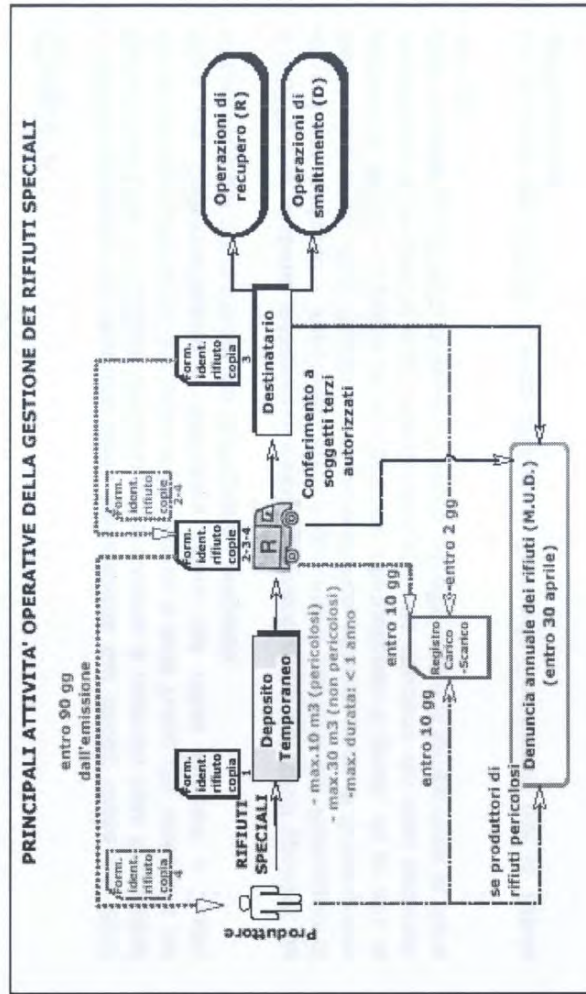 PRINCIPALI ATTIVITA' OPERATIVE DELLA GESTIONE DEI RIFIUTI SPECIALI
entro 90 gg
dall'emissione
Form.
ident.
rifiuto
copia
4
Form.
ident.
rifiuto
copia
1
Form.
ident.
rifiuto
copie
2-4
Form.
ident.
rifiuto
copie
2-3-4
Form.
ident.
rifiuto
copia
3
Produttore
RIFIUTI
SPECIALI
Deposito
Temporaneo
- max.10 m3 (pericolosi)
- max.30 m3 (non pericolosi)
-max. durata: < 1 anno
R
Conferimento a
soggetti terzi
autorizzati
Destinatario
Operazioni di
recupero (R)
Operazioni di
smaltimento (D)
entro 10 gg
entro 10 gg
entro 2 gg
Registro
Carico
-Scarico
se produttori di
rifiuti pericolosi
Denuncia annuale dei rifiuti (M.U.D.)
(entro 30 aprile)